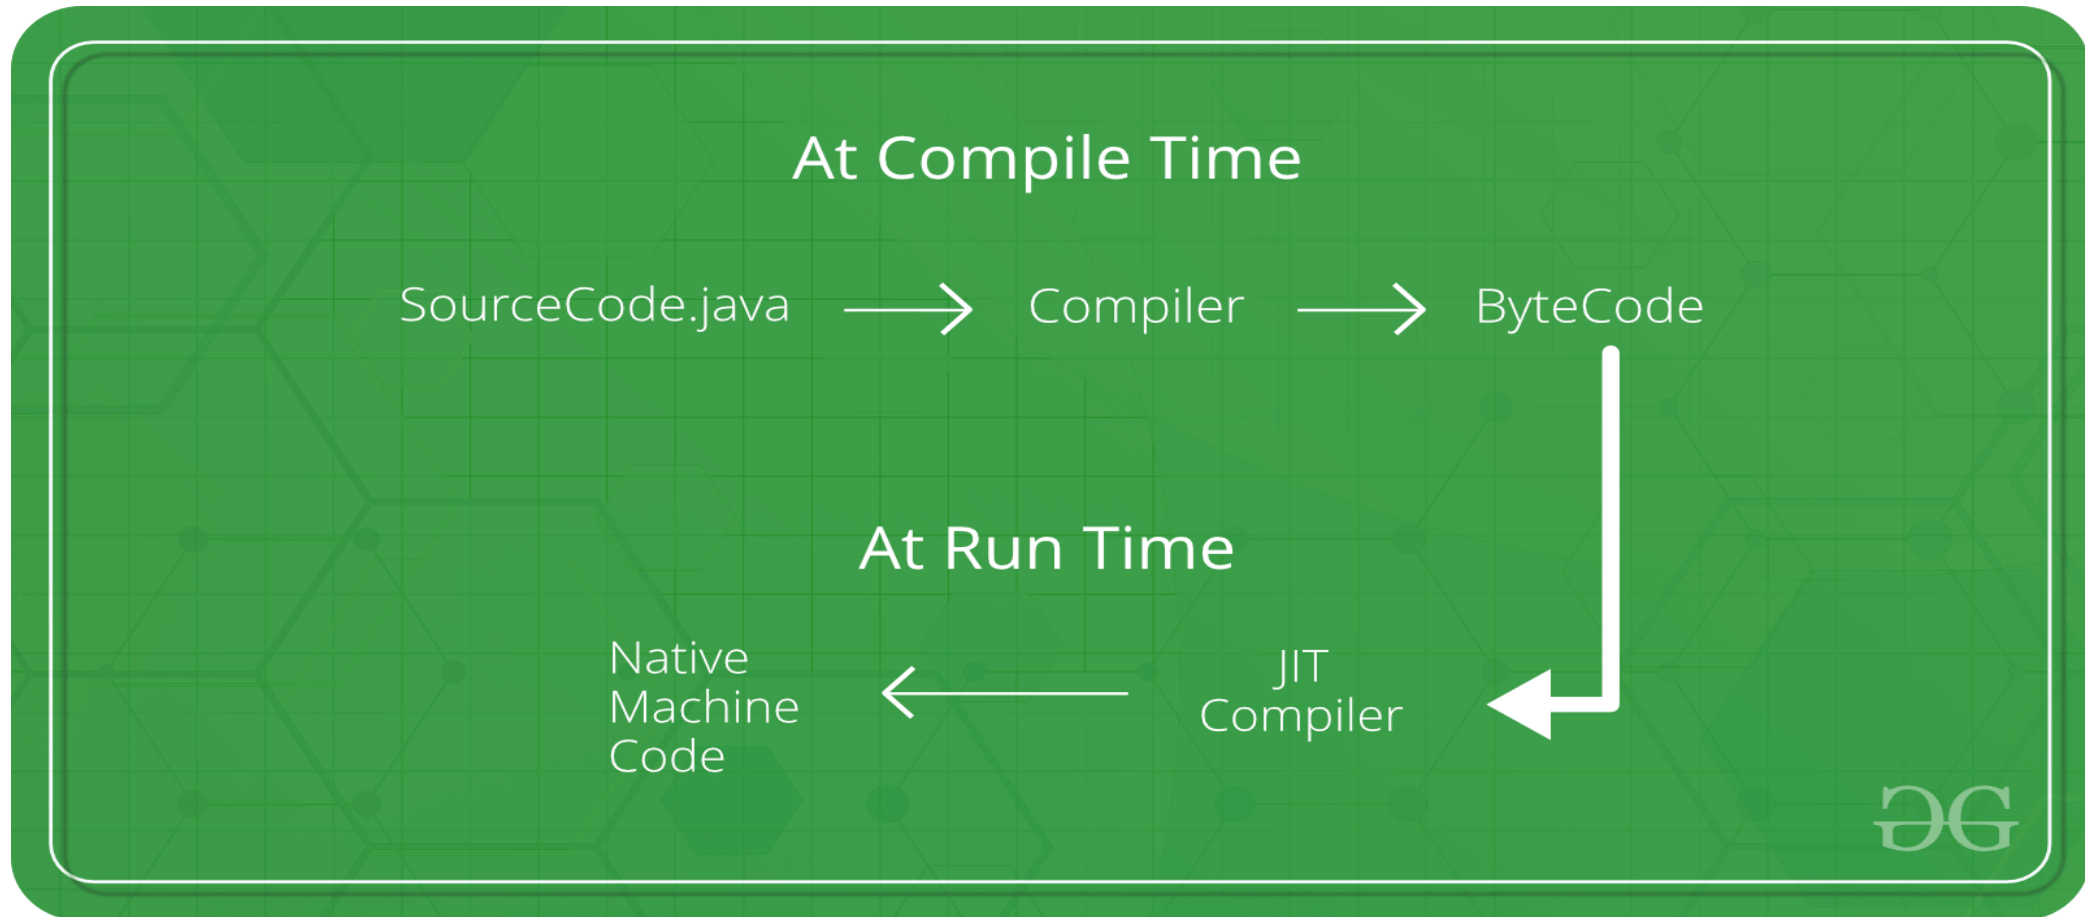 At Compile Time
SourceCode.java
Compiler
ByteCode
At Run Time
Native
Machine
Code
JIT
Compiler